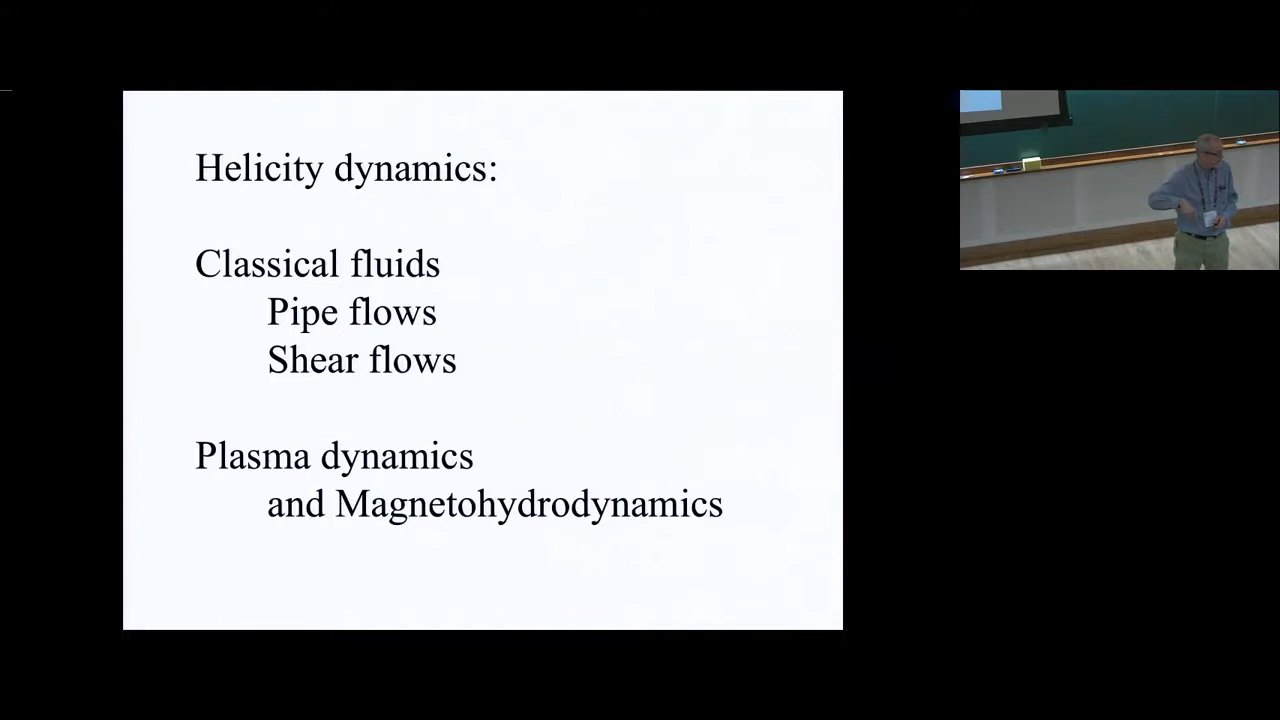 Helicity dynamics:
Classical fluids
Pipe flows
Shear flows
Plasma dynamics
and Magnetohydrodynamics